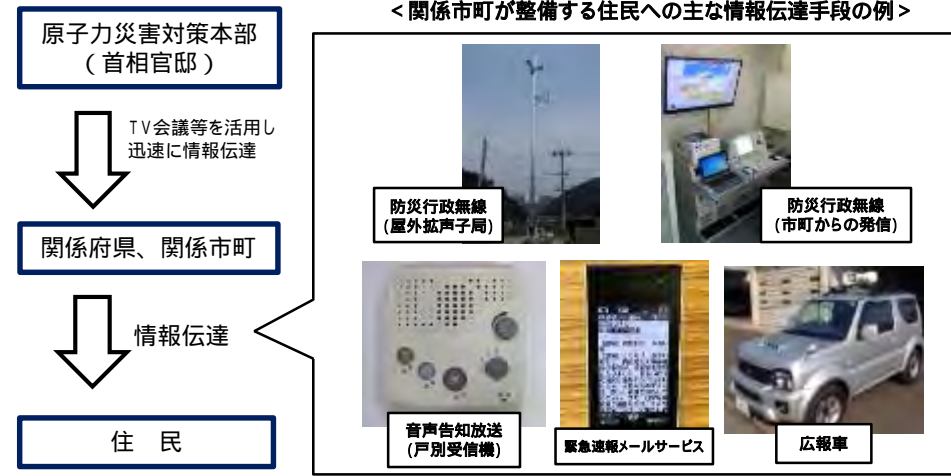 <関係市町が整備する住民への主な情報伝達手段の例>
原子力災害対策本部
(首相官邸)
TV会議等を活用し
迅速に情報伝達
関係府県、関係市町
情報伝達
住 民
防災行政無線
(屋外拡声子局)
防災行政無線
(市町からの発信)
音声告知放送
(戸別受信機)
緊急速報メールサービス
広報車